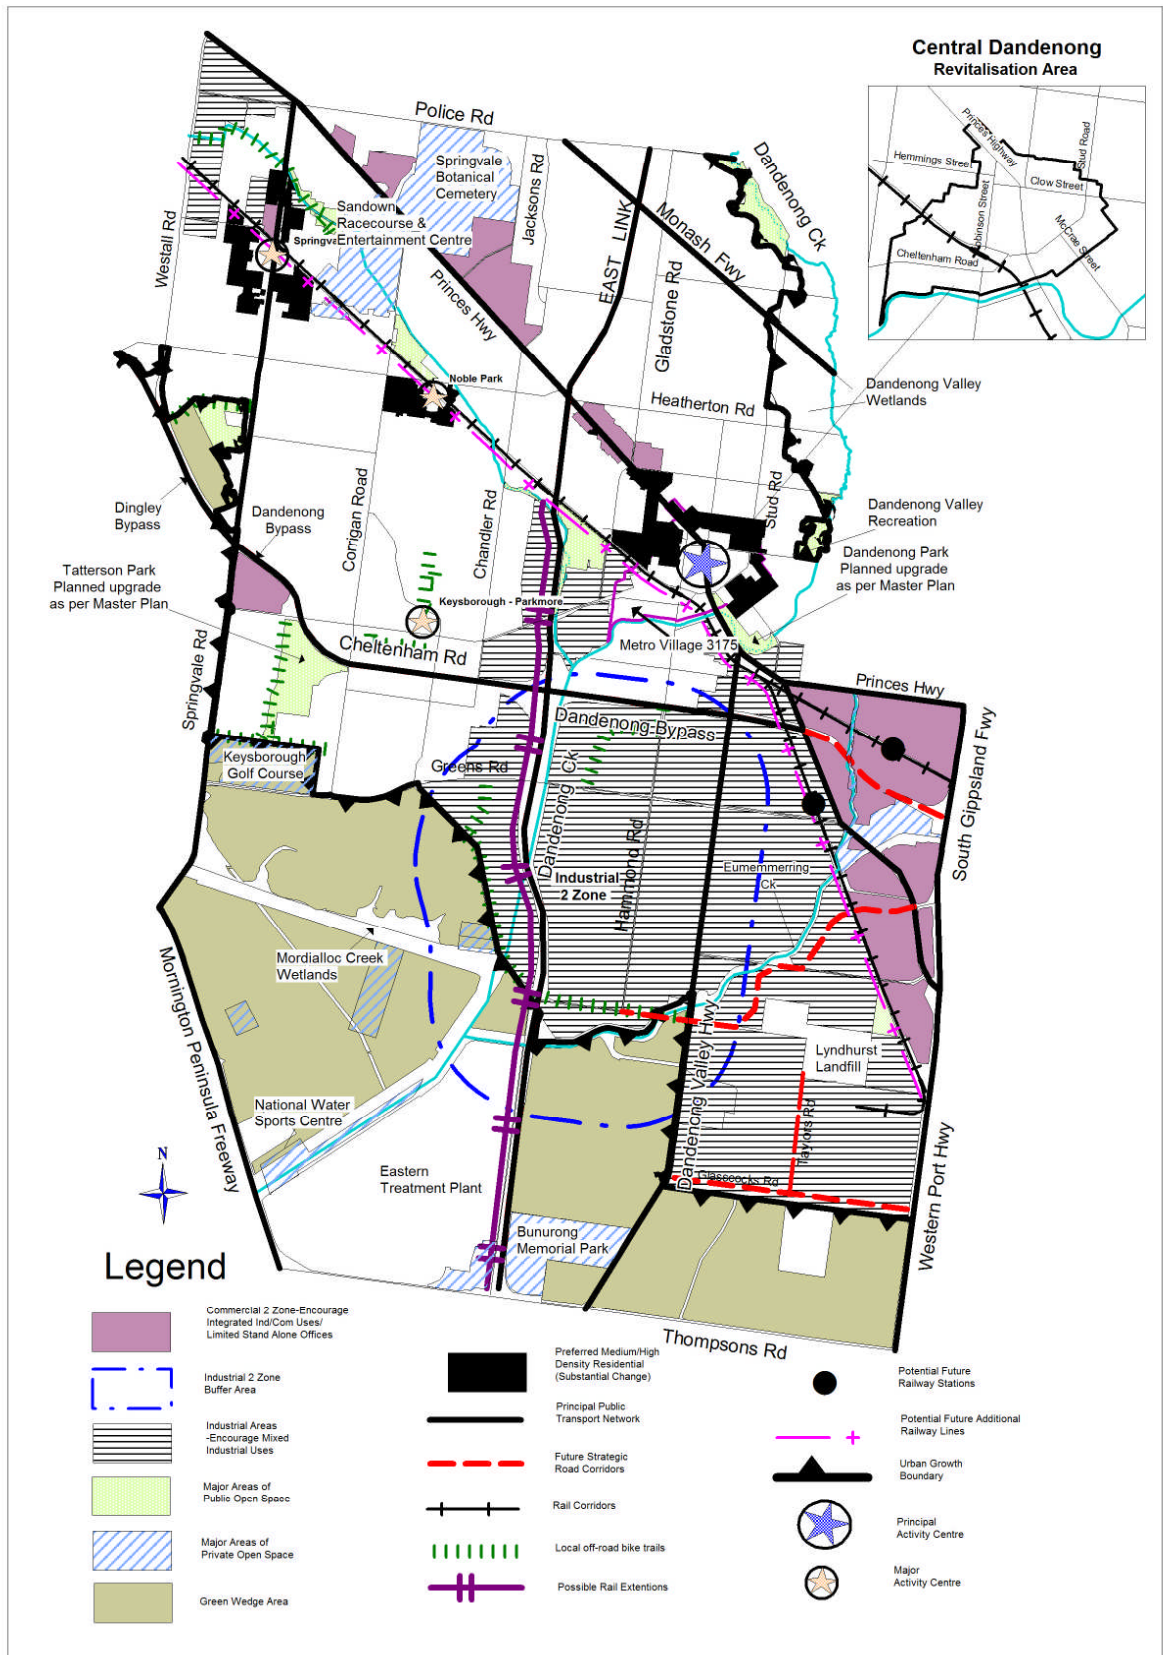 Central Dandenong
Revitalisation Area
Princes Highway
Stud Road
Hemmings Street
Clow Street
Robinson Street
McCrae Street
Cheltenham Road
Police Rd
Springvale
Botanical
Cemetery
Jacksons Rd
Dandenong Ck
Sandown
Racecourse &
Entertainment Centre
Westall Rd
EAST LINK
Monash Fwy
Princes Hwy
Gladstone Rd
Noble Park
Heatherton Rd
Dandenong Valley
Wetlands
Corrigan Road
Chandler Rd
Stud Rd
Dingley
Bypass
Dandenong
Bypass
Dandenong Valley
Recreation
Dandenong Park
Planned upgrade
as per Master Plan
Tatterson Park
Planned upgrade
as per Master Plan
Keysborough - Parkmore
Cheltenham Rd
Metro Village 3175
Springvale Rd
Princes Hwy
Dandenong Bypass
Keysborough
Golf Course
Greens Rd
Dandenong Ck
Hammond Rd
South Gippsland Fwy
Eumemmerring
Ck
Industrial
2 Zone
Mordialloc Creek
Wetlands
Mornington Peninsula Freeway
Dandenong Valley Hwy
Lyndhurst
Landfill
National Water
Sports Centre
Taylors Rd
Eastern
Treatment Plant
Glasscocks Rd
Western Port Hwy
N
Bunurong
Memorial Park
Thompsons Rd
Legend
Commercial 2 Zone-Encourage
Integrated Ind/Com Uses/
Limited Stand Alone Offices
Industrial 2 Zone
Buffer Area
Industrial Areas
-Encourage Mixed
Industrial Uses
Major Areas of
Public Open Space
Major Areas of
Private Open Space
Green Wedge Area
Preferred Medium/High
Density Residential
(Substantial Change)
Principal Public
Transport Network
Future Strategic
Road Corridors
Rail Corridors
Local off-road bike trails
Possible Rail Extentions
Potential Future
Railway Stations
Potential Future Additional
Railway Lines
Urban Growth
Boundary
Principal
Activity Centre
Major
Activity Centre